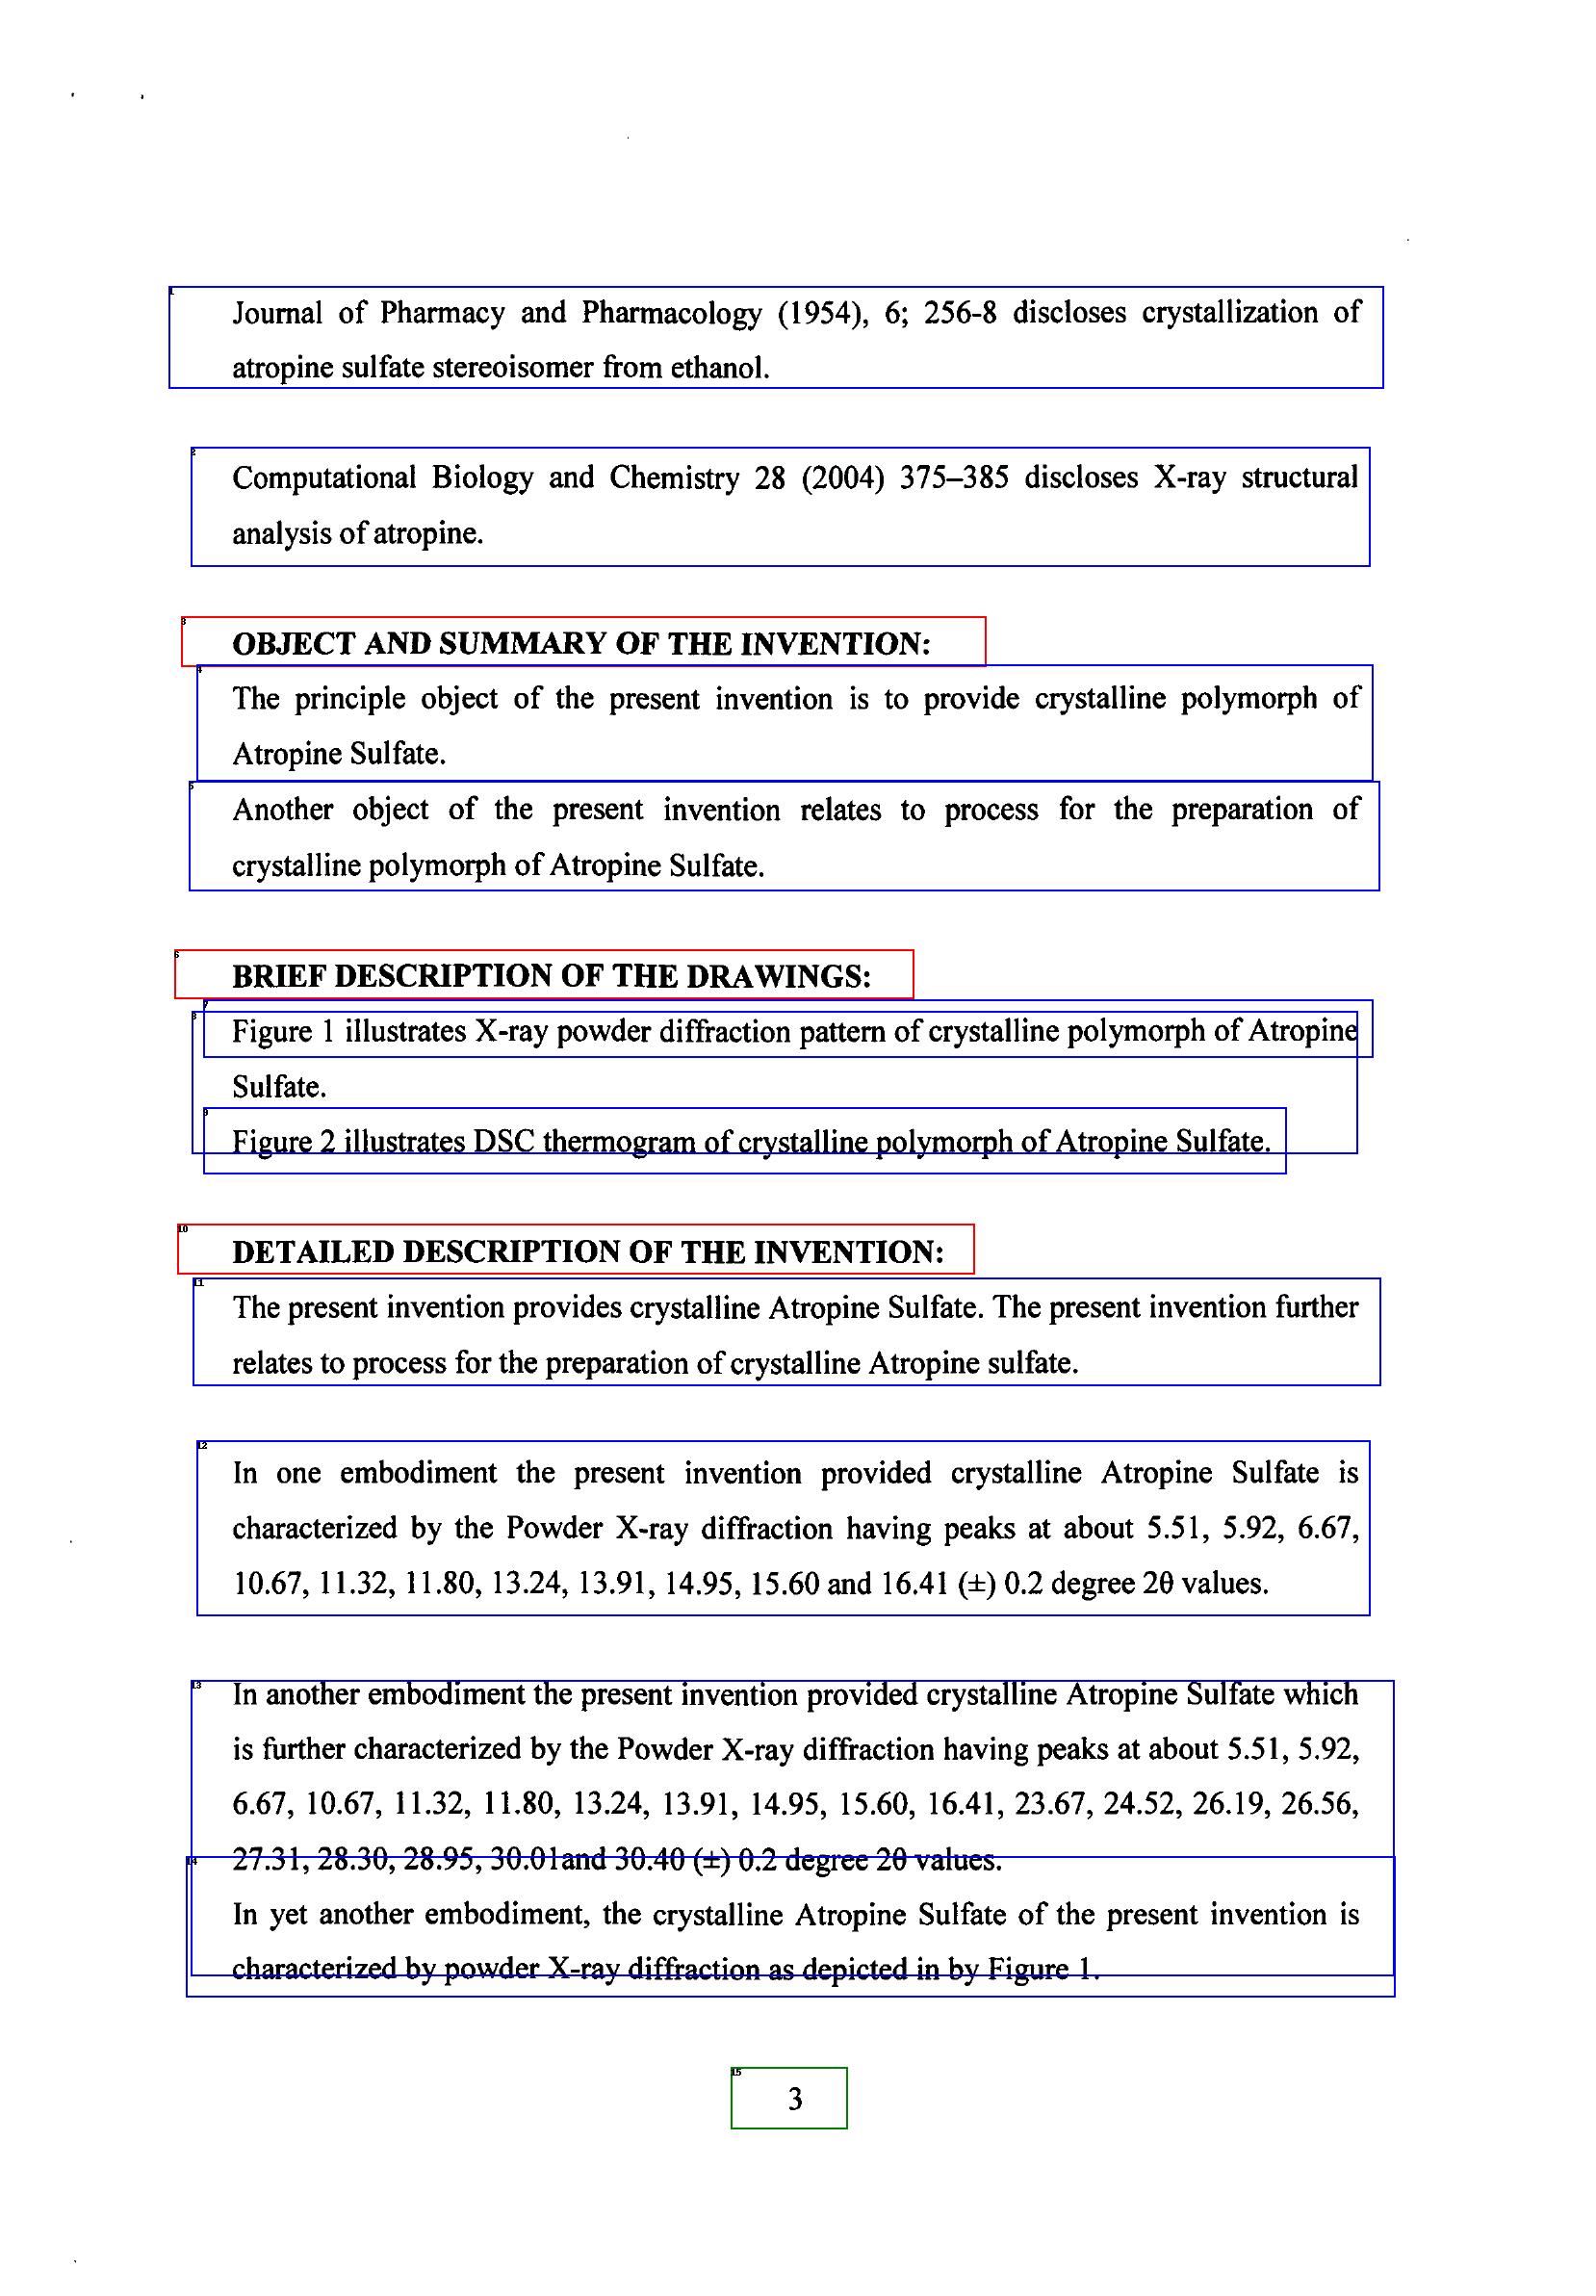 Journal of Pharmacy and Pharmacology (1954), 6; 256-8 discloses crystallization of
atropine sulfate stereoisomer from ethanol.
Computational Biology and Chemistry 28 (2004) 375–385 discloses X-ray structural
analysis of atropine.
OBJECT AND SUMMARY OF THE INVENTION:
The principle object of the present invention is to provide crystalline polymorph of
Atropine Sulfate.
Another object of the present invention relates to process for the preparation of
crystalline polymorph of Atropine Sulfate.
BRIEF DESCRIPTION OF THE DRAWINGS:
Figure 1 illustrates X-ray powder diffraction pattern of crystalline polymorph of Atropine
Sulfate.
Figure 2 illustrates DSC thermogram of crystalline polymorph of Atropine Sulfate.
DETAILED DESCRIPTION OF THE INVENTION:
The present invention provides crystalline Atropine Sulfate. The present invention further
relates to process for the preparation of crystalline Atropine sulfate.
In one embodiment the present invention provided crystalline Atropine Sulfate is
characterized by the Powder X-ray diffraction having peaks at about 5.51, 5.92, 6.67,
10.67, 11.32, 11.80, 13.24, 13.91, 14.95, 15.60 and 16.41 (±) 0.2 degree 2θ values.
In another embodiment the present invention provided crystalline Atropine Sulfate which
is further characterized by the Powder X-ray diffraction having peaks at about 5.51, 5.92,
6.67, 10.67, 11.32, 11.80, 13.24, 13.91, 14.95, 15.60, 16.41, 23.67, 24.52, 26.19, 26.56,
27.31, 28.30, 28.95, 30.01and 30.40 (±) 0.2 degree 2θ values.
In yet another embodiment, the crystalline Atropine Sulfate of the present invention is
characterized by powder X-ray diffraction as depicted in by Figure 1.
3